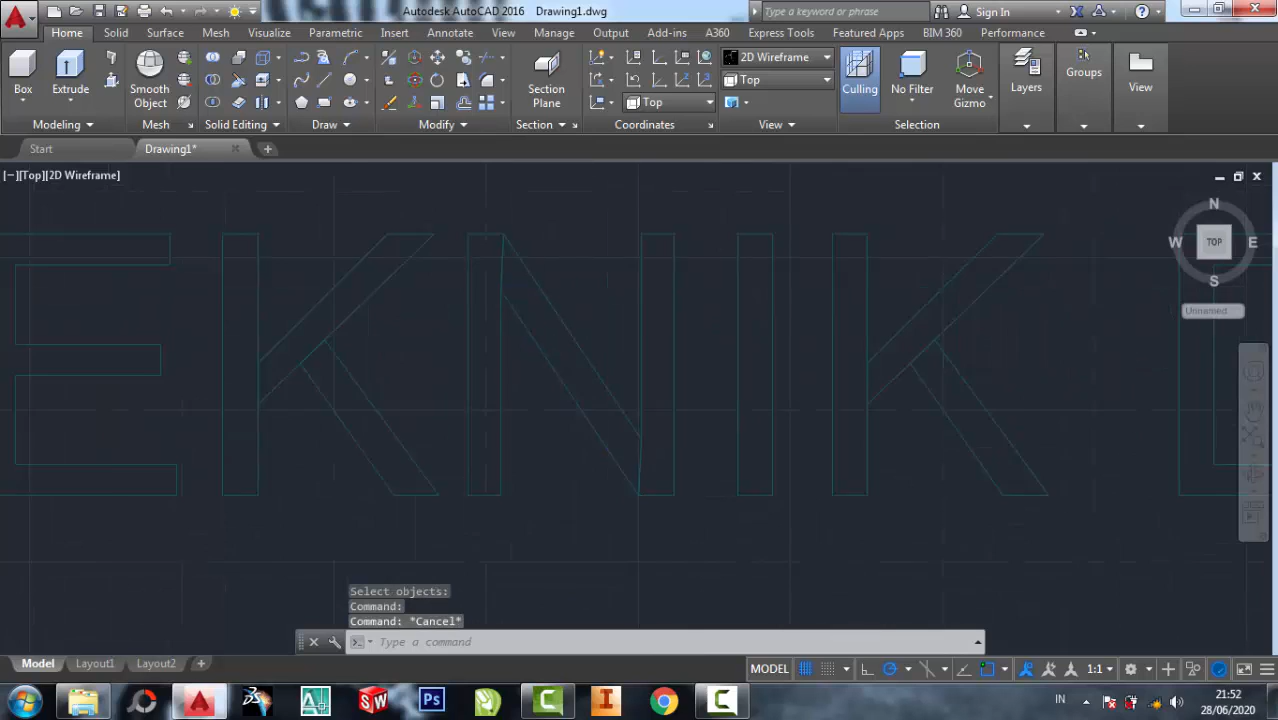 Autodesk AutoCAD 2016 Drawing1.dwg
Type a keyword or phrase
Sign In
Home Solid Surface Mesh Visualize Parametric Insert Annotate View Manage Output Add-ins A360 Express Tools Featured Apps BIM 360 Performance
Box
Extrude
Smooth Object
Section Plane
Top
2D Wireframe
Top
Culling
No Filter
Move Gizmo
Layers
Groups
View
Modeling
Mesh
Solid Editing
Draw
Modify
Section
Coordinates
View
Selection
Start
Drawing1*
[−][Top][2D Wireframe]
N
W TOP E
S
Unnamed
EKNIK
Select objects:
Command:
Command: *Cancel*
Type a command
Model Layout1 Layout2
MODEL
1:1
SW
Ps
IN
21:52
28/06/2020